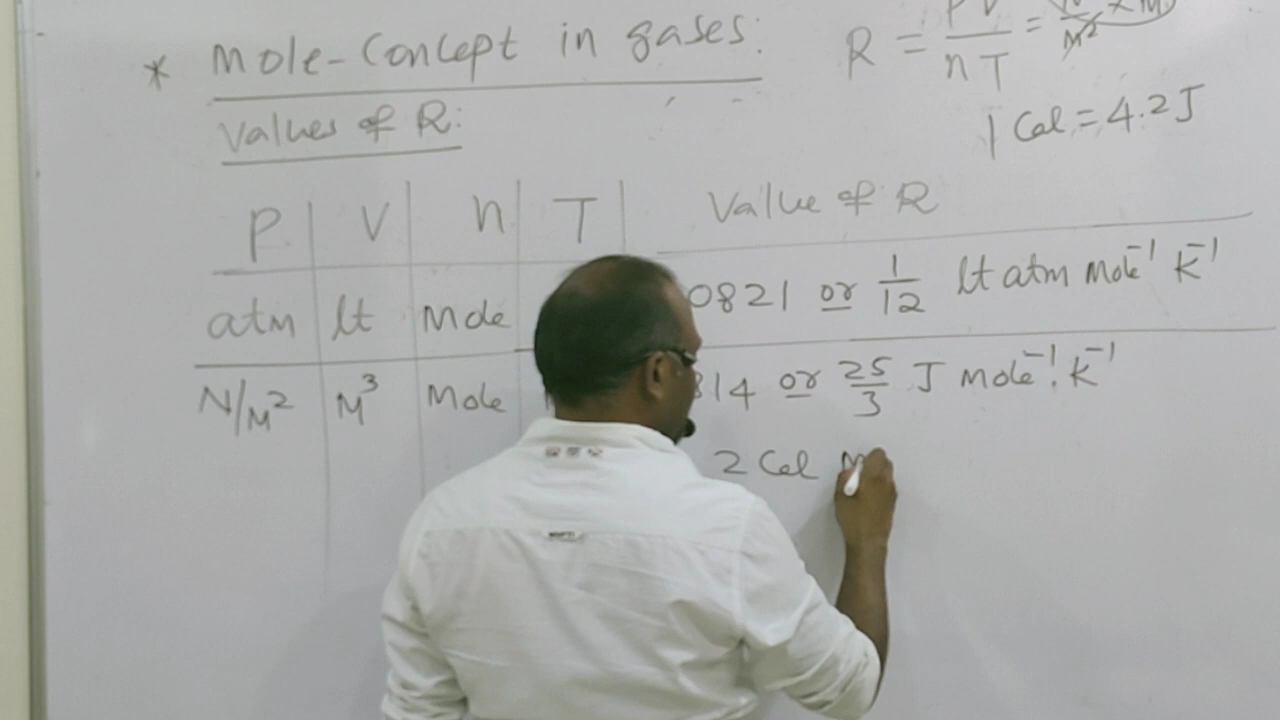 * Mole-Concept in gases:
Values of R:
R = PV/nT = N/M² × M³
1 Cal = 4.2 J
P V n T Value of R
atm lt Mole 0821 or 1/12 lt atm Mole⁻¹ K⁻¹
N/M² M³ Mole 314 or 25/3 J mole⁻¹. K⁻¹
2 Cal M